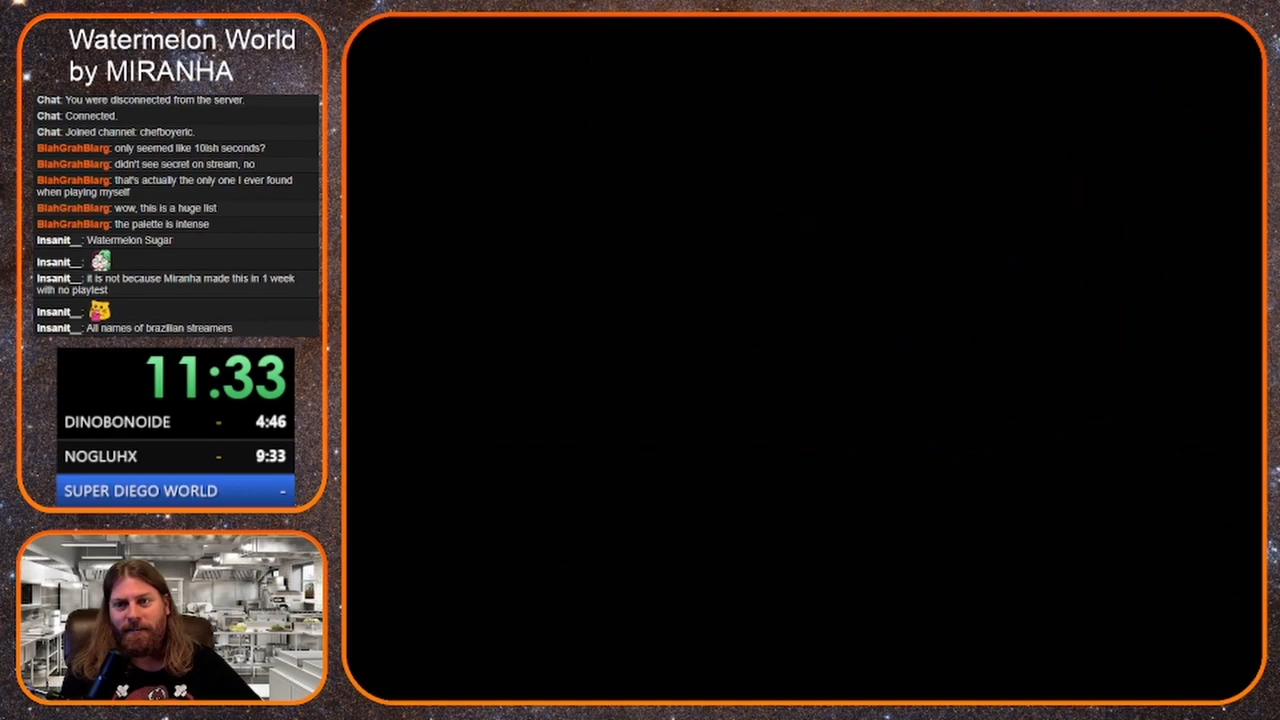 Watermelon World
by MIRANHA
Chat: You were disconnected from the server.
Chat: Connected.
Chat: Joined channel: chefboyeric.
BlahGrahBlarg: only seemed like 10ish seconds?
BlahGrahBlarg: didn't see secret on stream, no
BlahGrahBlarg: that's actually the only one I ever found
when playing myself
BlahGrahBlarg: wow, this is a huge list
BlahGrahBlarg: the palette is intense
Insanit__: Watermelon Sugar
Insanit__:
Insanit__: it is not because Miranha made this in 1 week
with no playtest
Insanit__:
Insanit__: All names of brazilian streamers
11:33
DINOBONOIDE - 4:46
NOGLUHX - 9:33
SUPER DIEGO WORLD -